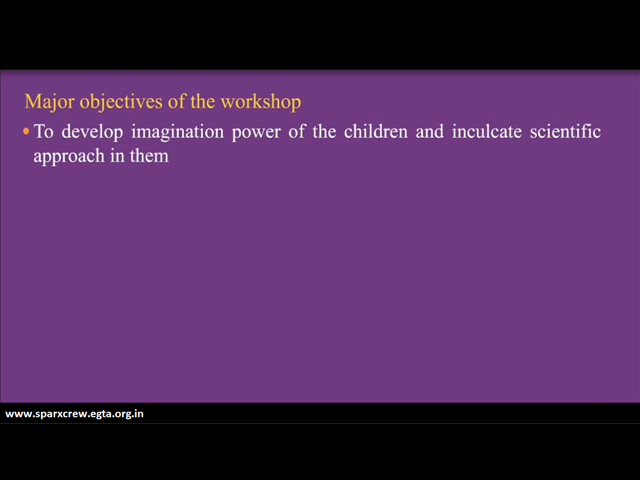 Major objectives of the workshop
• To develop imagination power of the children and inculcate scientific
approach in them
www.sparxcrew.egta.org.in